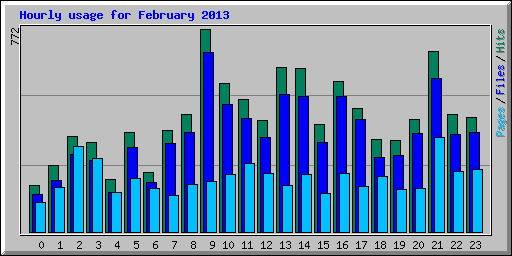 Hourly usage for February 2013
772
Pages/Files/Hits
0 1 2 3 4 5 6 7 8 9 10 11 12 13 14 15 16 17 18 19 20 21 22 23